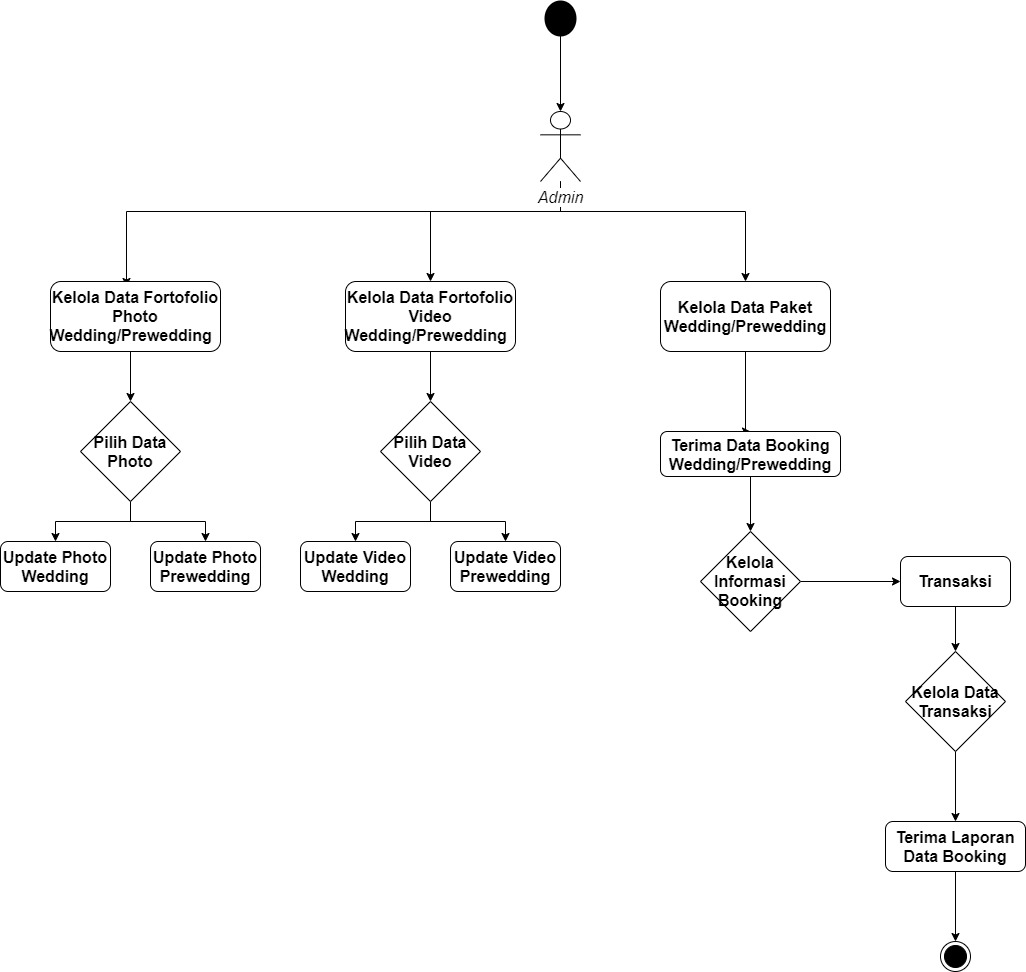 Admin
Kelola Data Fortofolio
Photo
Wedding/Prewedding
Kelola Data Fortofolio
Video
Wedding/Prewedding
Kelola Data Paket
Wedding/Prewedding
Pilih Data
Photo
Pilih Data
Video
Terima Data Booking
Wedding/Prewedding
Update Photo
Wedding
Update Photo
Prewedding
Update Video
Wedding
Update Video
Prewedding
Kelola
Informasi
Booking
Transaksi
Kelola Data
Transaksi
Terima Laporan
Data Booking